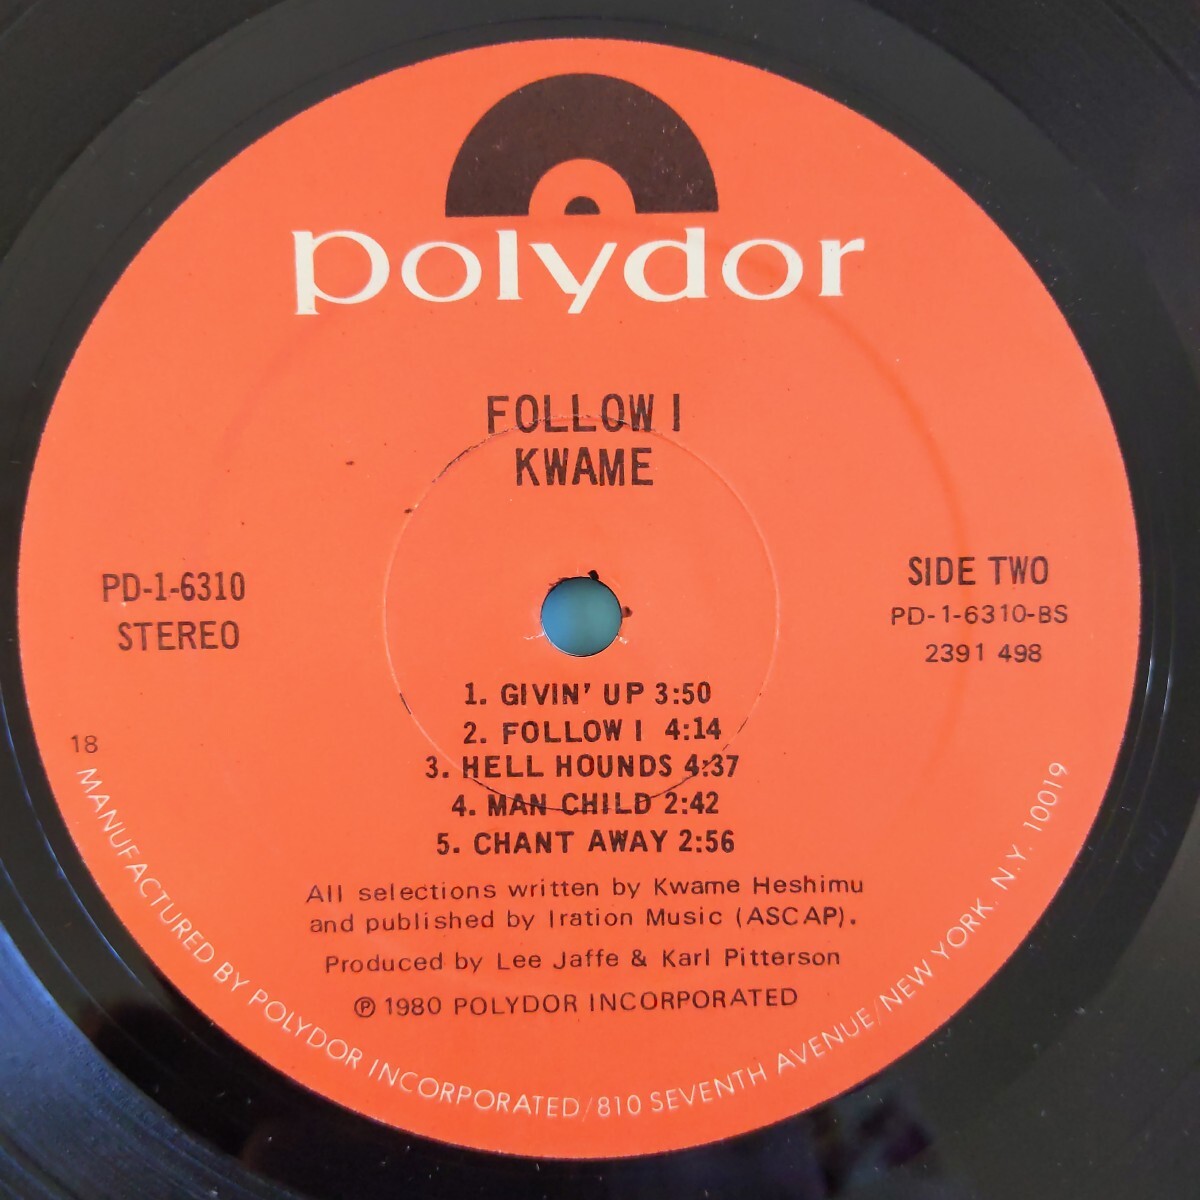 polydor
FOLLOW I
KWAME
PD-1-6310
STEREO
SIDE TWO
PD-1-6310-BS
2391 498
1. GIVIN' UP 3:50
2. FOLLOW I 4:14
3. HELL HOUNDS 4:37
4. MAN CHILD 2:42
5. CHANT AWAY 2:56
18
All selections written by Kwame Heshimu
and published by Iration Music (ASCAP).
Produced by Lee Jaffe & Karl Pitterson
℗ 1980 POLYDOR INCORPORATED
MANUFACTURED BY POLYDOR INCORPORATED/810 SEVENTH AVENUE/NEW YORK. N.Y. 10019